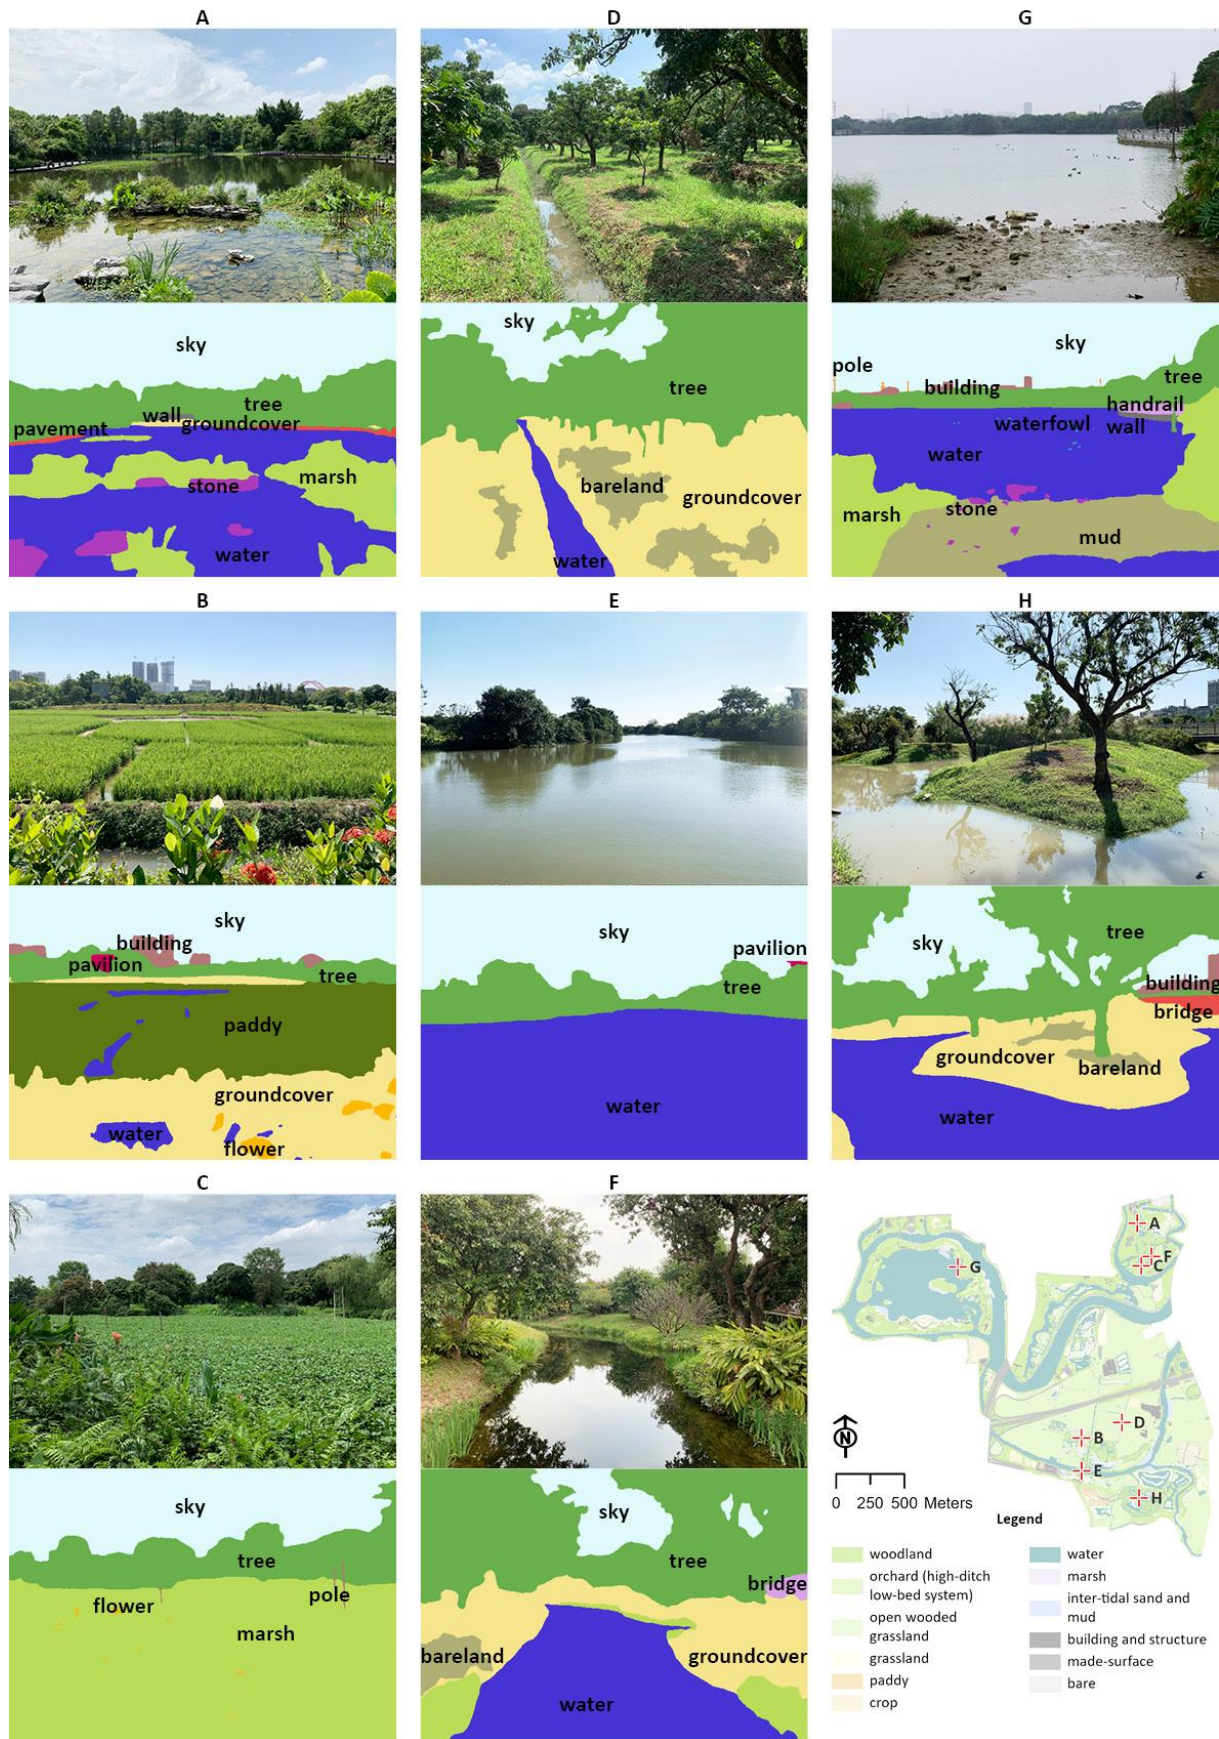 A
sky
tree
wall
groundcover
pavement
marsh
stone
water
B
sky
building
pavilion
tree
paddy
groundcover
water
flower
C
sky
tree
pole
flower
marsh
D
sky
tree
bareland
groundcover
water
E
sky
pavilion
tree
water
F
sky
tree
bridge
bareland
groundcover
water
G
sky
pole
building
tree
handrail
waterfowl
wall
water
marsh
stone
mud
H
sky
tree
building
bridge
groundcover
bareland
water
A
F
C
G
D
B
E
H
N
0 250 500 Meters
Legend
woodland
orchard (high-ditch
low-bed system)
open wooded
grassland
grassland
paddy
crop
water
marsh
inter-tidal sand and
mud
building and structure
made-surface
bare